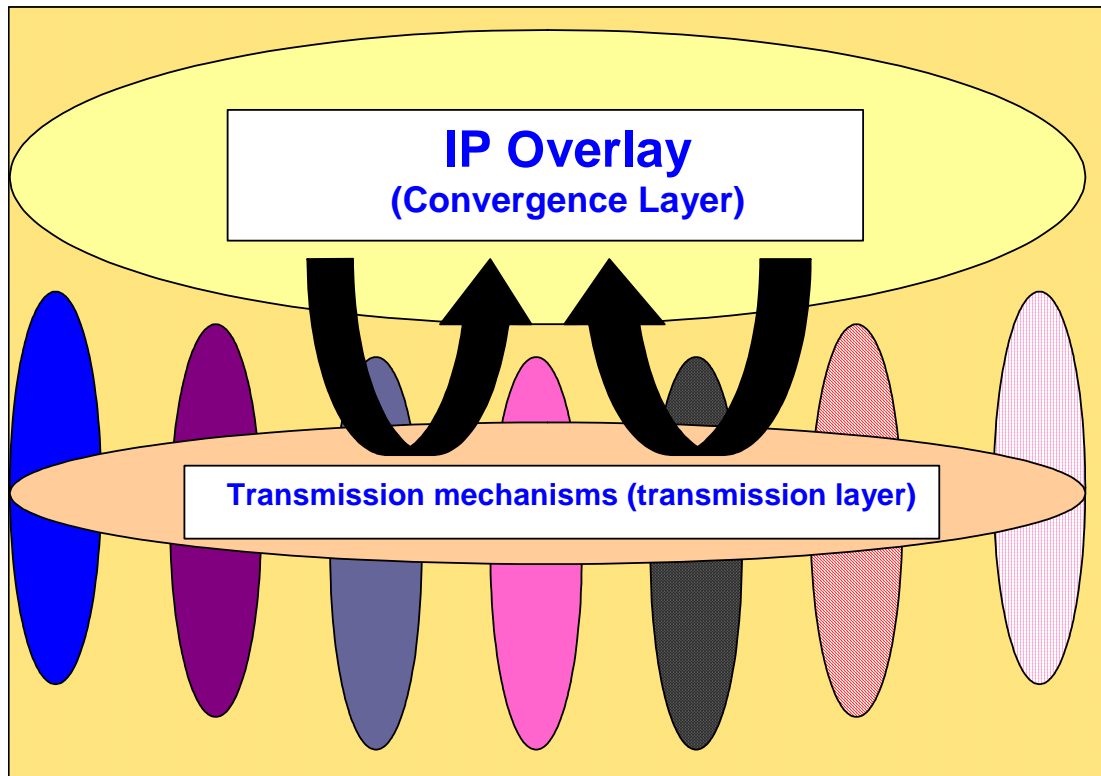 IP Overlay
(Convergence Layer)
Transmission mechanisms (transmission layer)